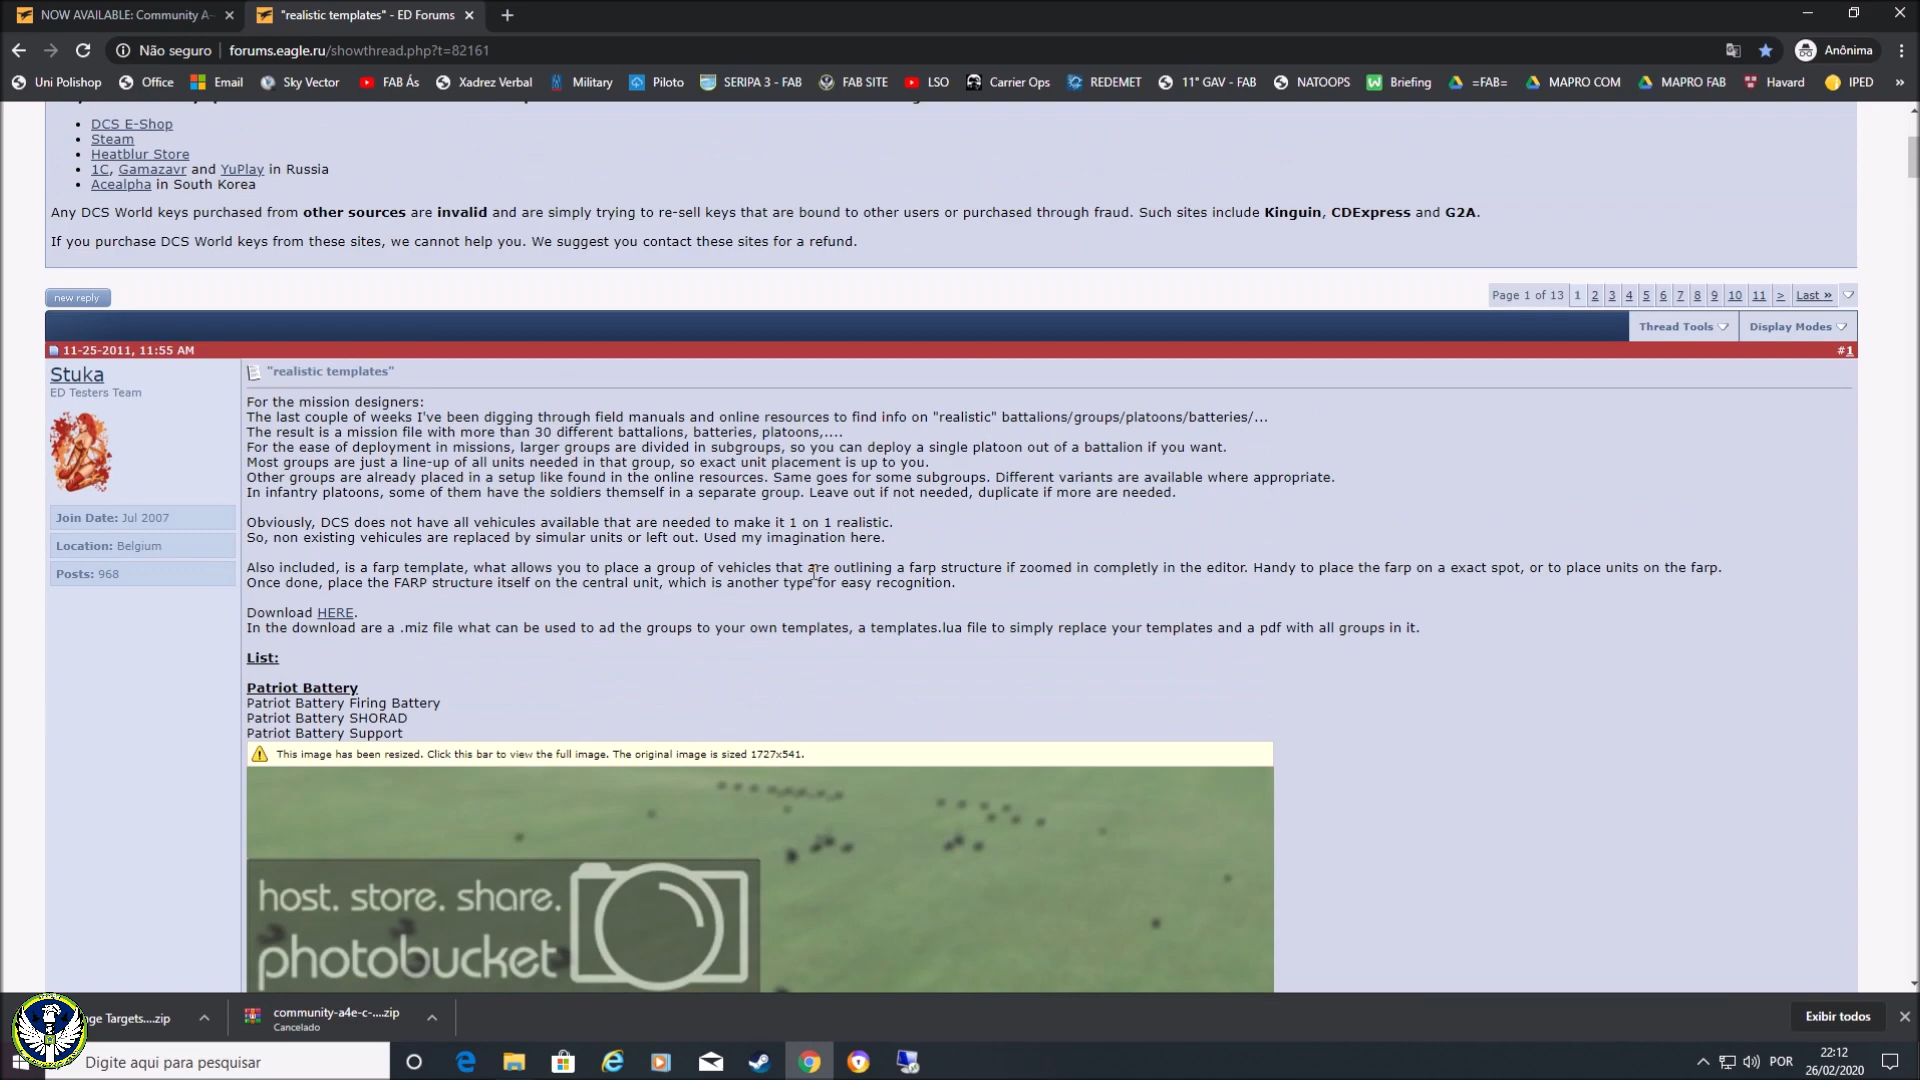 NOW AVAILABLE: Community A-
"realistic templates" - ED Forums
Não seguro
forums.eagle.ru/showthread.php?t=82161
Anônima
Uni Polishop
Office
Email
Sky Vector
FAB Ás
Xadrez Verbal
Military
Piloto
SERIPA 3 - FAB
FAB SITE
LSO
Carrier Ops
REDEMET
11° GAV - FAB
NATOOPS
Briefing
=FAB=
MAPRO COM
MAPRO FAB
Havard
IPED
»
DCS E-Shop
Steam
Heatblur Store
1C, Gamazavr and YuPlay in Russia
Acealpha in South Korea
Any DCS World keys purchased from other sources are invalid and are simply trying to re-sell keys that are bound to other users or purchased through fraud. Such sites include Kinguin, CDExpress and G2A.
If you purchase DCS World keys from these sites, we cannot help you. We suggest you contact these sites for a refund.
new reply
Page 1 of 13 1 2 3 4 5 6 7 8 9 10 11 > Last »
Thread Tools
Display Modes
11-25-2011, 11:55 AM
#1
Stuka
ED Testers Team
Join Date: Jul 2007
Location: Belgium
Posts: 968
"realistic templates"
For the mission designers:
The last couple of weeks I've been digging through field manuals and online resources to find info on "realistic" battalions/groups/platoons/batteries/...
The result is a mission file with more than 30 different battalions, batteries, platoons,....
For the ease of deployment in missions, larger groups are divided in subgroups, so you can deploy a single platoon out of a battalion if you want.
Most groups are just a line-up of all units needed in that group, so exact unit placement is up to you.
Other groups are already placed in a setup like found in the online resources. Same goes for some subgroups. Different variants are available where appropriate.
In infantry platoons, some of them have the soldiers themself in a separate group. Leave out if not needed, duplicate if more are needed.
Obviously, DCS does not have all vehicules available that are needed to make it 1 on 1 realistic.
So, non existing vehicules are replaced by simular units or left out. Used my imagination here.
Also included, is a farp template, what allows you to place a group of vehicles that are outlining a farp structure if zoomed in completly in the editor. Handy to place the farp on a exact spot, or to place units on the farp.
Once done, place the FARP structure itself on the central unit, which is another type for easy recognition.
Download HERE.
In the download are a .miz file what can be used to ad the groups to your own templates, a templates.lua file to simply replace your templates and a pdf with all groups in it.
List:
Patriot Battery
Patriot Battery Firing Battery
Patriot Battery SHORAD
Patriot Battery Support
This image has been resized. Click this bar to view the full image. The original image is sized 1727x541.
host. store. share.
photobucket
nge Targets....zip
community-a4e-c-....zip
Cancelado
Exibir todos
Digite aqui para pesquisar
POR
22:12
26/02/2020